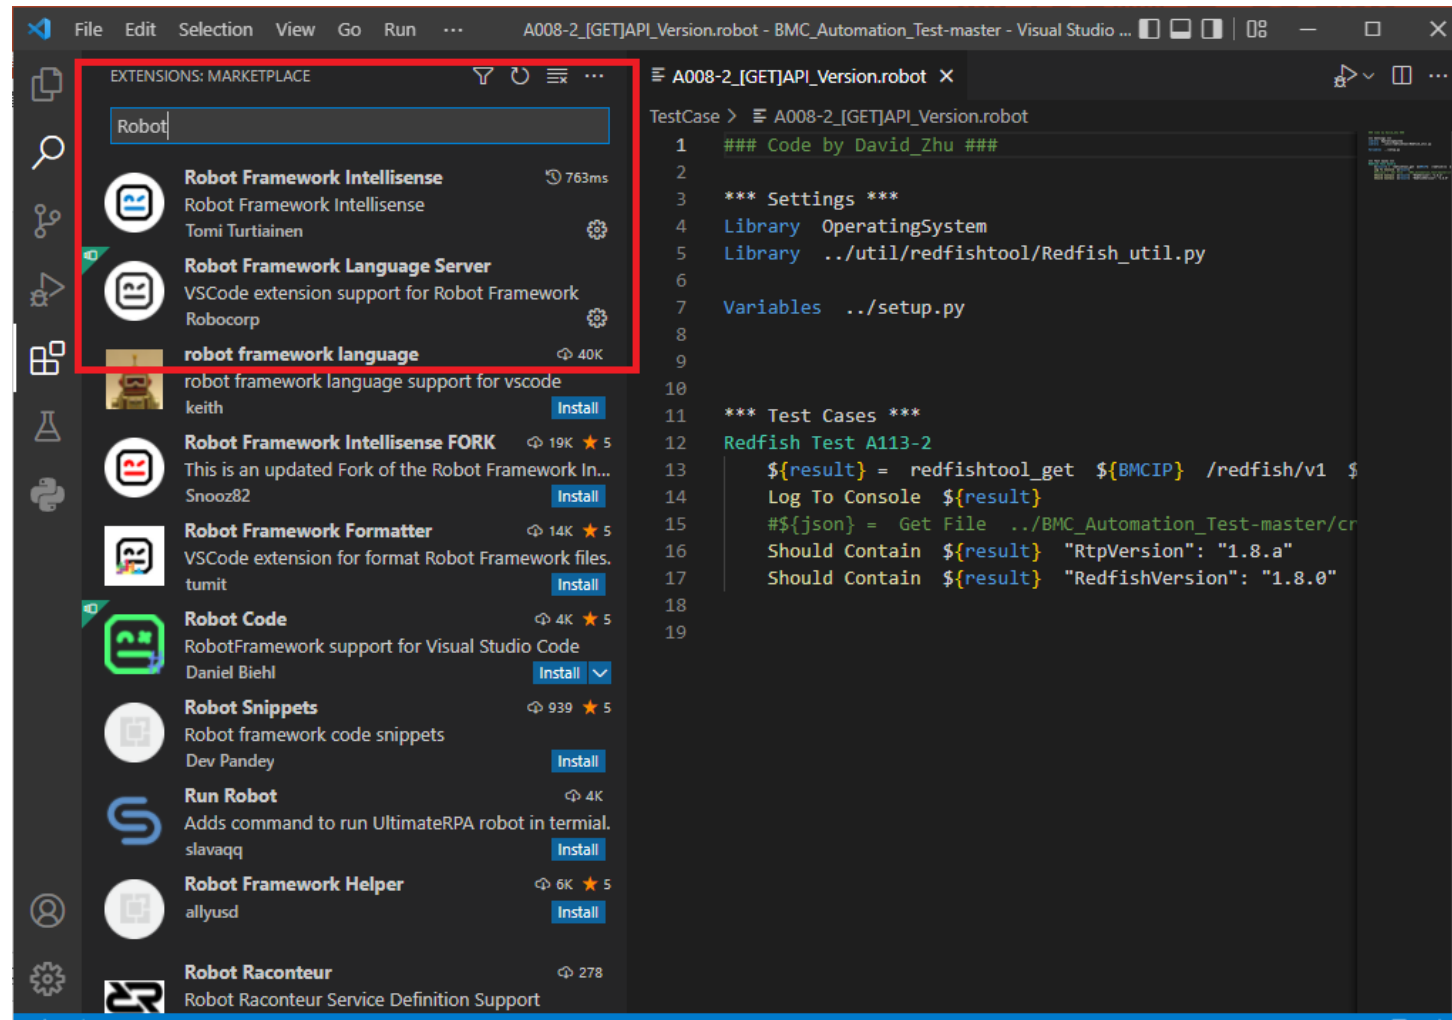 File Edit Selection View Go Run ··· A008-2_[GET]API_Version.robot - BMC_Automation_Test-master - Visual Studio ...
EXTENSIONS: MARKETPLACE
Robot
Robot Framework Intellisense 763ms
Robot Framework Intellisense
Tomi Turtiainen
Robot Framework Language Server
VSCode extension support for Robot Framework
Robocorp
robot framework language 40K
robot framework language support for vscode
keith Install
Robot Framework Intellisense FORK 19K ★ 5
This is an updated Fork of the Robot Framework In...
Snooz82 Install
Robot Framework Formatter 14K ★ 5
VSCode extension for format Robot Framework files.
tumit Install
Robot Code 4K ★ 5
RobotFramework support for Visual Studio Code
Daniel Biehl Install
Robot Snippets 939 ★ 5
Robot framework code snippets
Dev Pandey Install
Run Robot 4K
Adds command to run UltimateRPA robot in termial.
slavaqq Install
Robot Framework Helper 6K ★ 5
allyusd Install
Robot Raconteur 278
Robot Raconteur Service Definition Support
A008-2_[GET]API_Version.robot
TestCase > A008-2_[GET]API_Version.robot
1 ### Code by David_Zhu ###
2
3 *** Settings ***
4 Library OperatingSystem
5 Library ../util/redfishtool/Redfish_util.py
6
7 Variables ../setup.py
8
9
10
11 *** Test Cases ***
12 Redfish Test A113-2
13 ${result} = redfishtool_get ${BMCIP} /redfish/v1 $
14 Log To Console ${result}
15 #${json} = Get File ../BMC_Automation_Test-master/cr
16 Should Contain ${result} "RtpVersion": "1.8.a"
17 Should Contain ${result} "RedfishVersion": "1.8.0"
18
19